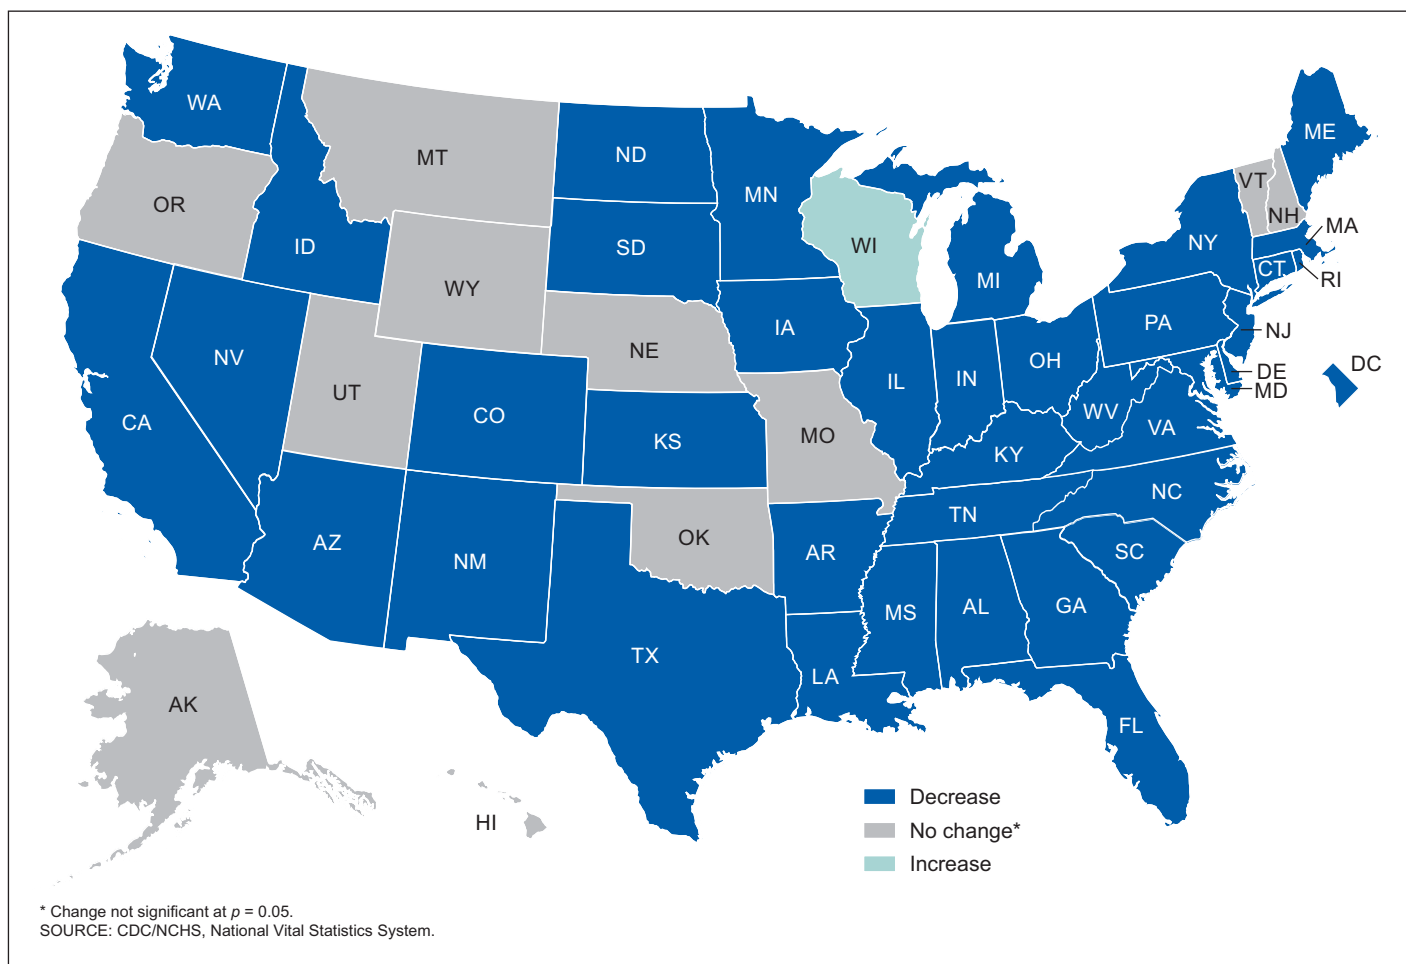 WA
MT
ND
ME
OR
MN
VT
NH
ID
SD
WI
NY
MA
WY
MI
CT
RI
IA
PA
NJ
NV
NE
OH
DE
DC
UT
IL
IN
MD
CA
CO
WV
VA
KS
MO
KY
NC
TN
AZ
OK
AR
SC
NM
MS
AL
GA
TX
LA
AK
FL
HI
Decrease
No change*
Increase
* Change not significant at p = 0.05.
SOURCE: CDC/NCHS, National Vital Statistics System.